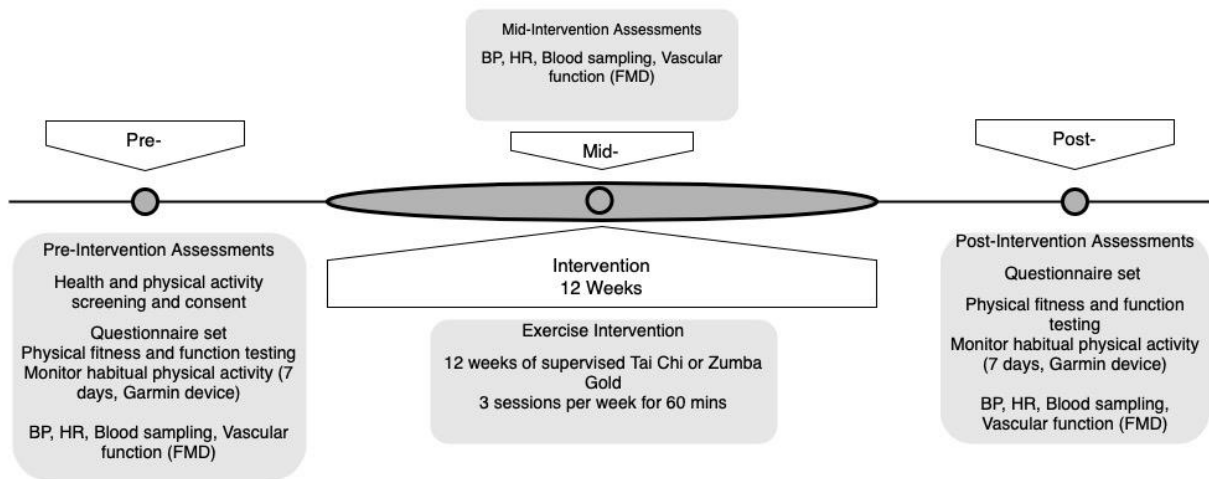 Mid-Intervention Assessments
BP, HR, Blood sampling, Vascular
function (FMD)
Pre-
Mid-
Post-
Pre-Intervention Assessments
Health and physical activity
screening and consent
Questionnaire set
Physical fitness and function testing
Monitor habitual physical activity (7
days, Garmin device)
BP, HR, Blood sampling, Vascular
function (FMD)
Intervention
12 Weeks
Exercise Intervention
12 weeks of supervised Tai Chi or Zumba
Gold
3 sessions per week for 60 mins
Post-Intervention Assessments
Questionnaire set
Physical fitness and function
testing
Monitor habitual physical activity
(7 days, Garmin device)
BP, HR, Blood sampling,
Vascular function (FMD)